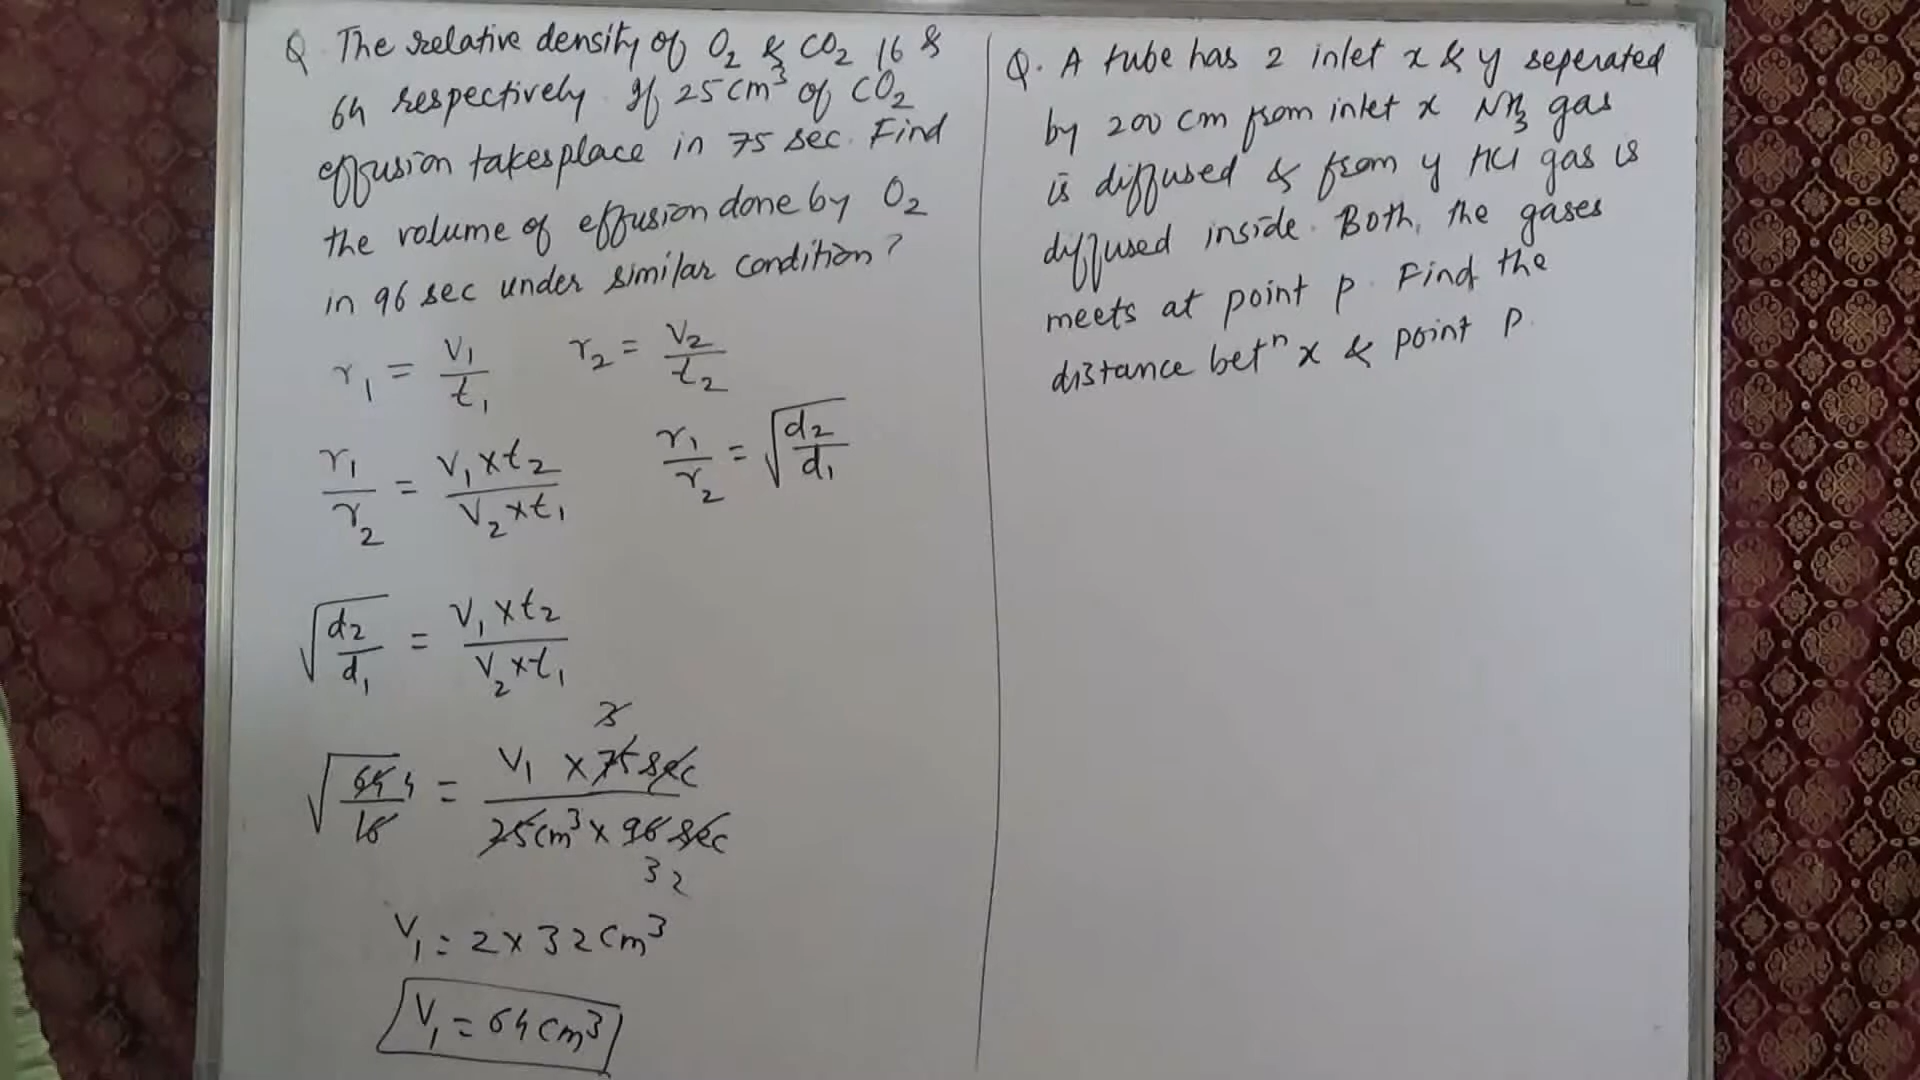 Q The relative density of O2 & CO2 16 &
64 respectively. If 25 cm³ of CO2
effusion takes place in 75 sec. Find
the volume of effusion done by O2
in 96 sec under similar condition?
r1 = V1/t1 r2 = V2/t2
r1/r2 = V1×t2/V2×t1 r1/r2 = √d2/d1
√d2/d1 = V1×t2/V2×t1
3
√64 4/16 = V1 × 75 sec/25cm³ × 96 sec
32
V1 = 2 × 32 cm³
V1 = 64 cm³
Q. A tube has 2 inlet x & y seperated
by 200 cm from inlet x NH3 gas
is diffused & from y HCl gas is
diffused inside. Both, the gases
meets at point p. Find the
distance betⁿ x & point p.